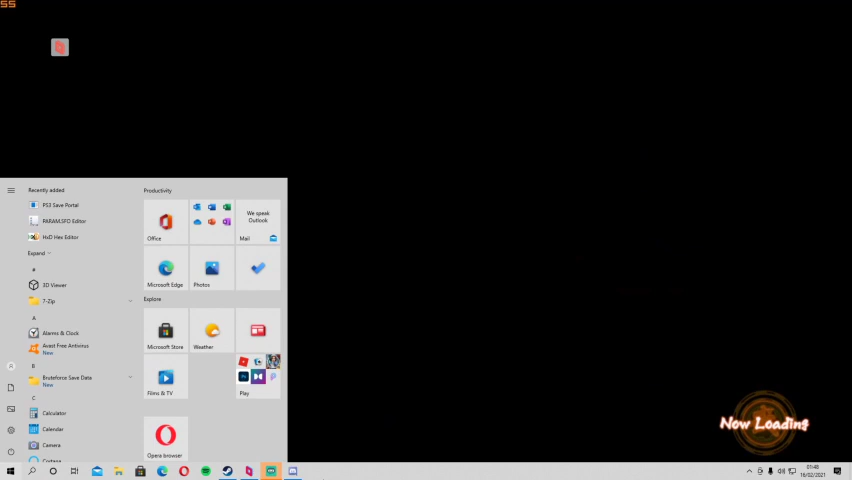 55
Recently added
PS3 Save Portal
PARAM.SFO Editor
HxD Hex Editor
Expand
#
3D Viewer
7-Zip
A
Alarms & Clock
Avast Free Antivirus
New
B
Bruteforce Save Data
New
C
Calculator
Calendar
Camera
Cortana
Productivity
Office
We speak
Outlook
Mail
Microsoft Edge
Photos
Explore
Microsoft Store
Weather
Films & TV
Play
Opera browser
Now Loading
01:48
16/02/2021